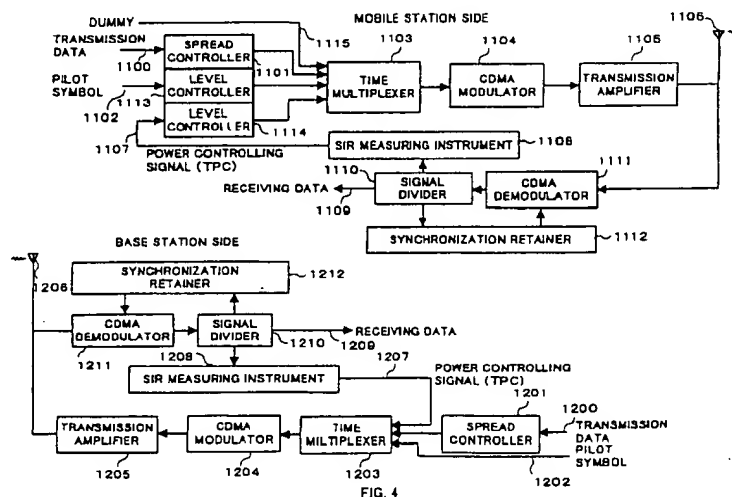 DUMMY
MOBILE STATION SIDE
1106
TRANSMISSION DATA
1100
SPREAD CONTROLLER
1101
1115
1103
1104
1105
PILOT SYMBOL
1102
1113
LEVEL CONTROLLER
TIME MULTIPLEXER
CDMA MODULATOR
TRANSMISSION AMPLIFIER
1107
LEVEL CONTROLLER
1114
POWER CONTROLLING SIGNAL (TPC)
SIR MEASURING INSTRUMENT
1108
1110
1111
RECEIVING DATA
1109
SIGNAL DIVIDER
CDMA DEMODULATOR
SYNCHRONIZATION RETAINER
1112
BASE STATION SIDE
1206
SYNCHRONIZATION RETAINER
1212
CDMA DEMODULATOR
1211
SIGNAL DIVIDER
1210
1209
RECEIVING DATA
1208
1207
SIR MEASURING INSTRUMENT
POWER CONTROLLING SIGNAL (TPC)
1201
1200
TRANSMISSION AMPLIFIER
1205
CDMA MODULATOR
1204
TIME MILTIPLEXER
1203
SPREAD CONTROLLER
TRANSMISSION DATA
PILOT SYMBOL
1202
FIG. 4